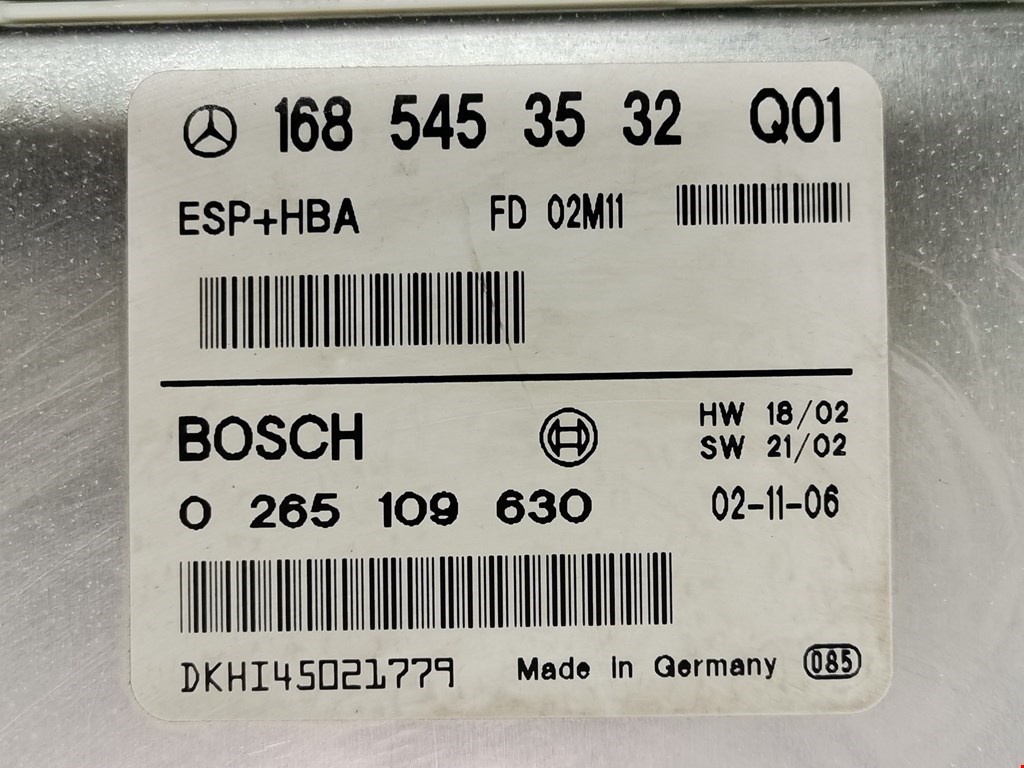 168 545 35 32 Q01
ESP+HBA FD 02M11
BOSCH HW 18/02
SW 21/02
0 265 109 630 02-11-06
DKHI45021779 Made in Germany 085